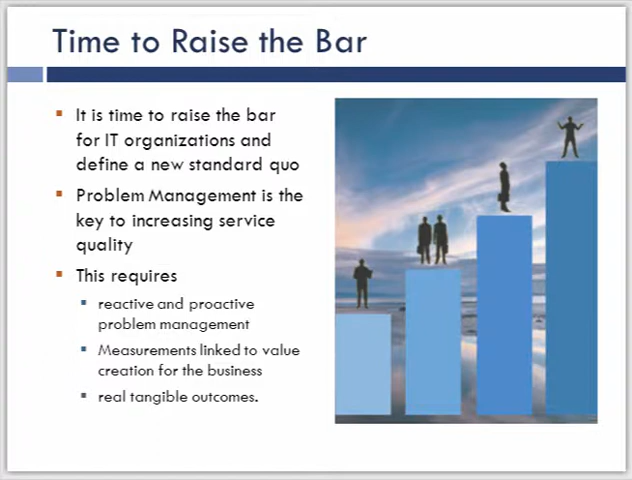 Time to Raise the Bar
It is time to raise the bar
for IT organizations and
define a new standard quo
Problem Management is the
key to increasing service
quality
This requires
reactive and proactive
problem management
Measurements linked to value
creation for the business
real tangible outcomes.